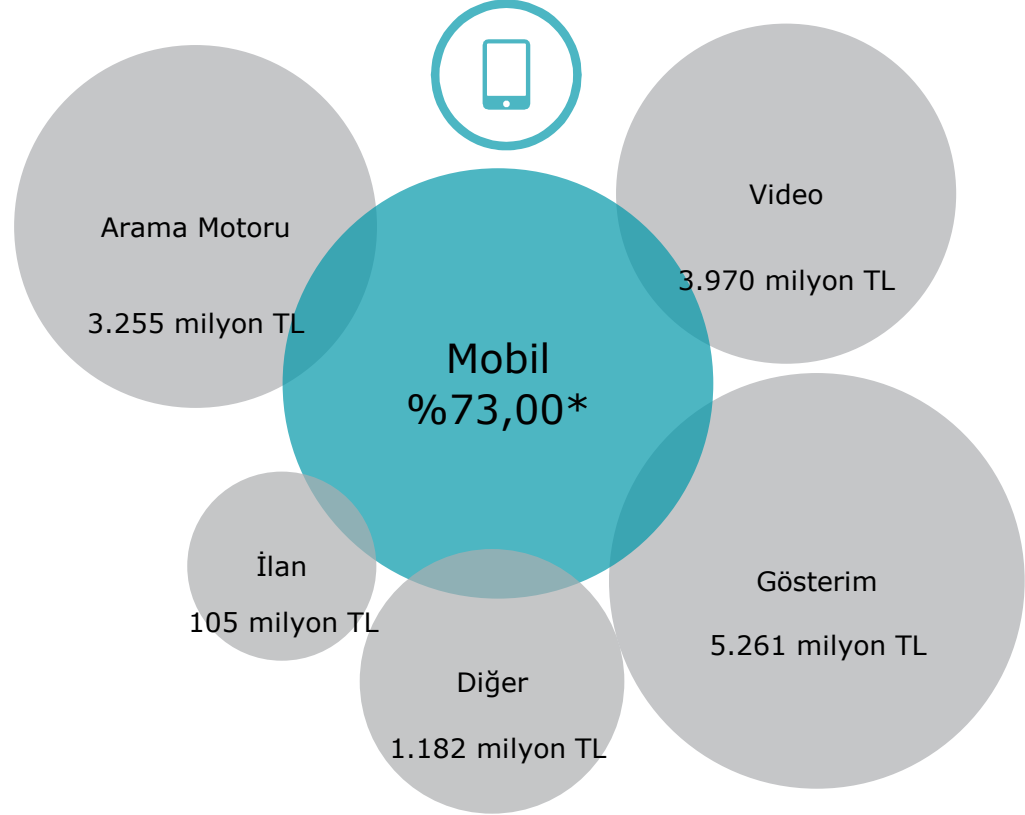 Arama Motoru
3.255 milyon TL
Video
3.970 milyon TL
Mobil
%73,00*
İlan
105 milyon TL
Diğer
1.182 milyon TL
Gösterim
5.261 milyon TL